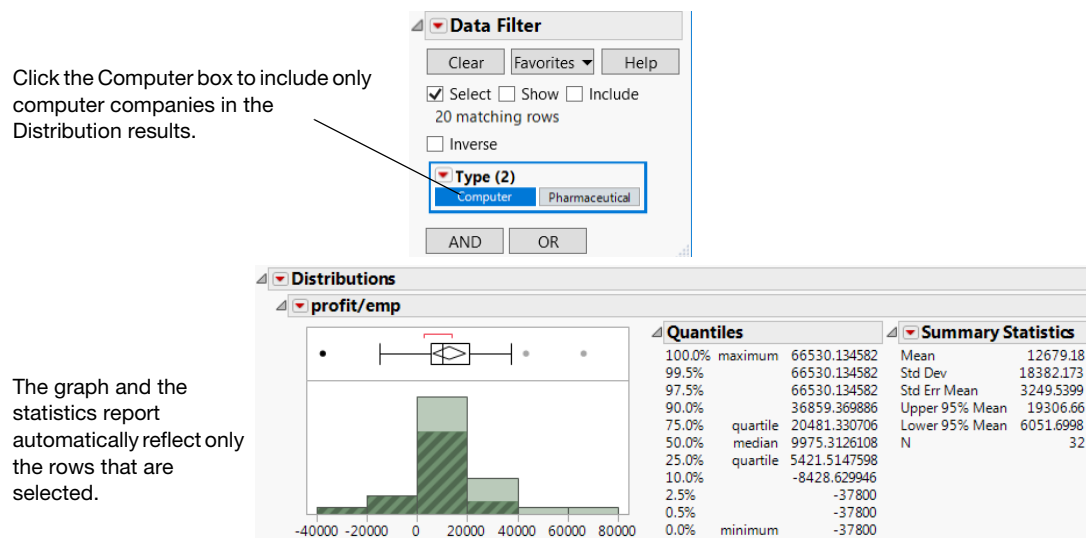 Data Filter
Clear Favorites Help
Select Show Include
20 matching rows
Inverse
Type (2)
Computer Pharmaceutical
AND OR
Click the Computer box to include only
computer companies in the
Distribution results.
Distributions
profit/emp
The graph and the
statistics report
automatically reflect only
the rows that are
selected.
-40000 -20000 0 20000 40000 60000 80000
Quantiles
100.0% maximum 66530.134582
99.5% 66530.134582
97.5% 66530.134582
90.0% 36859.369886
75.0% quartile 20481.330706
50.0% median 9975.3126108
25.0% quartile 5421.5147598
10.0% -8428.629946
2.5% -37800
0.5% -37800
0.0% minimum -37800
Summary Statistics
Mean 12679.18
Std Dev 18382.173
Std Err Mean 3249.5399
Upper 95% Mean 19306.66
Lower 95% Mean 6051.6998
N 32